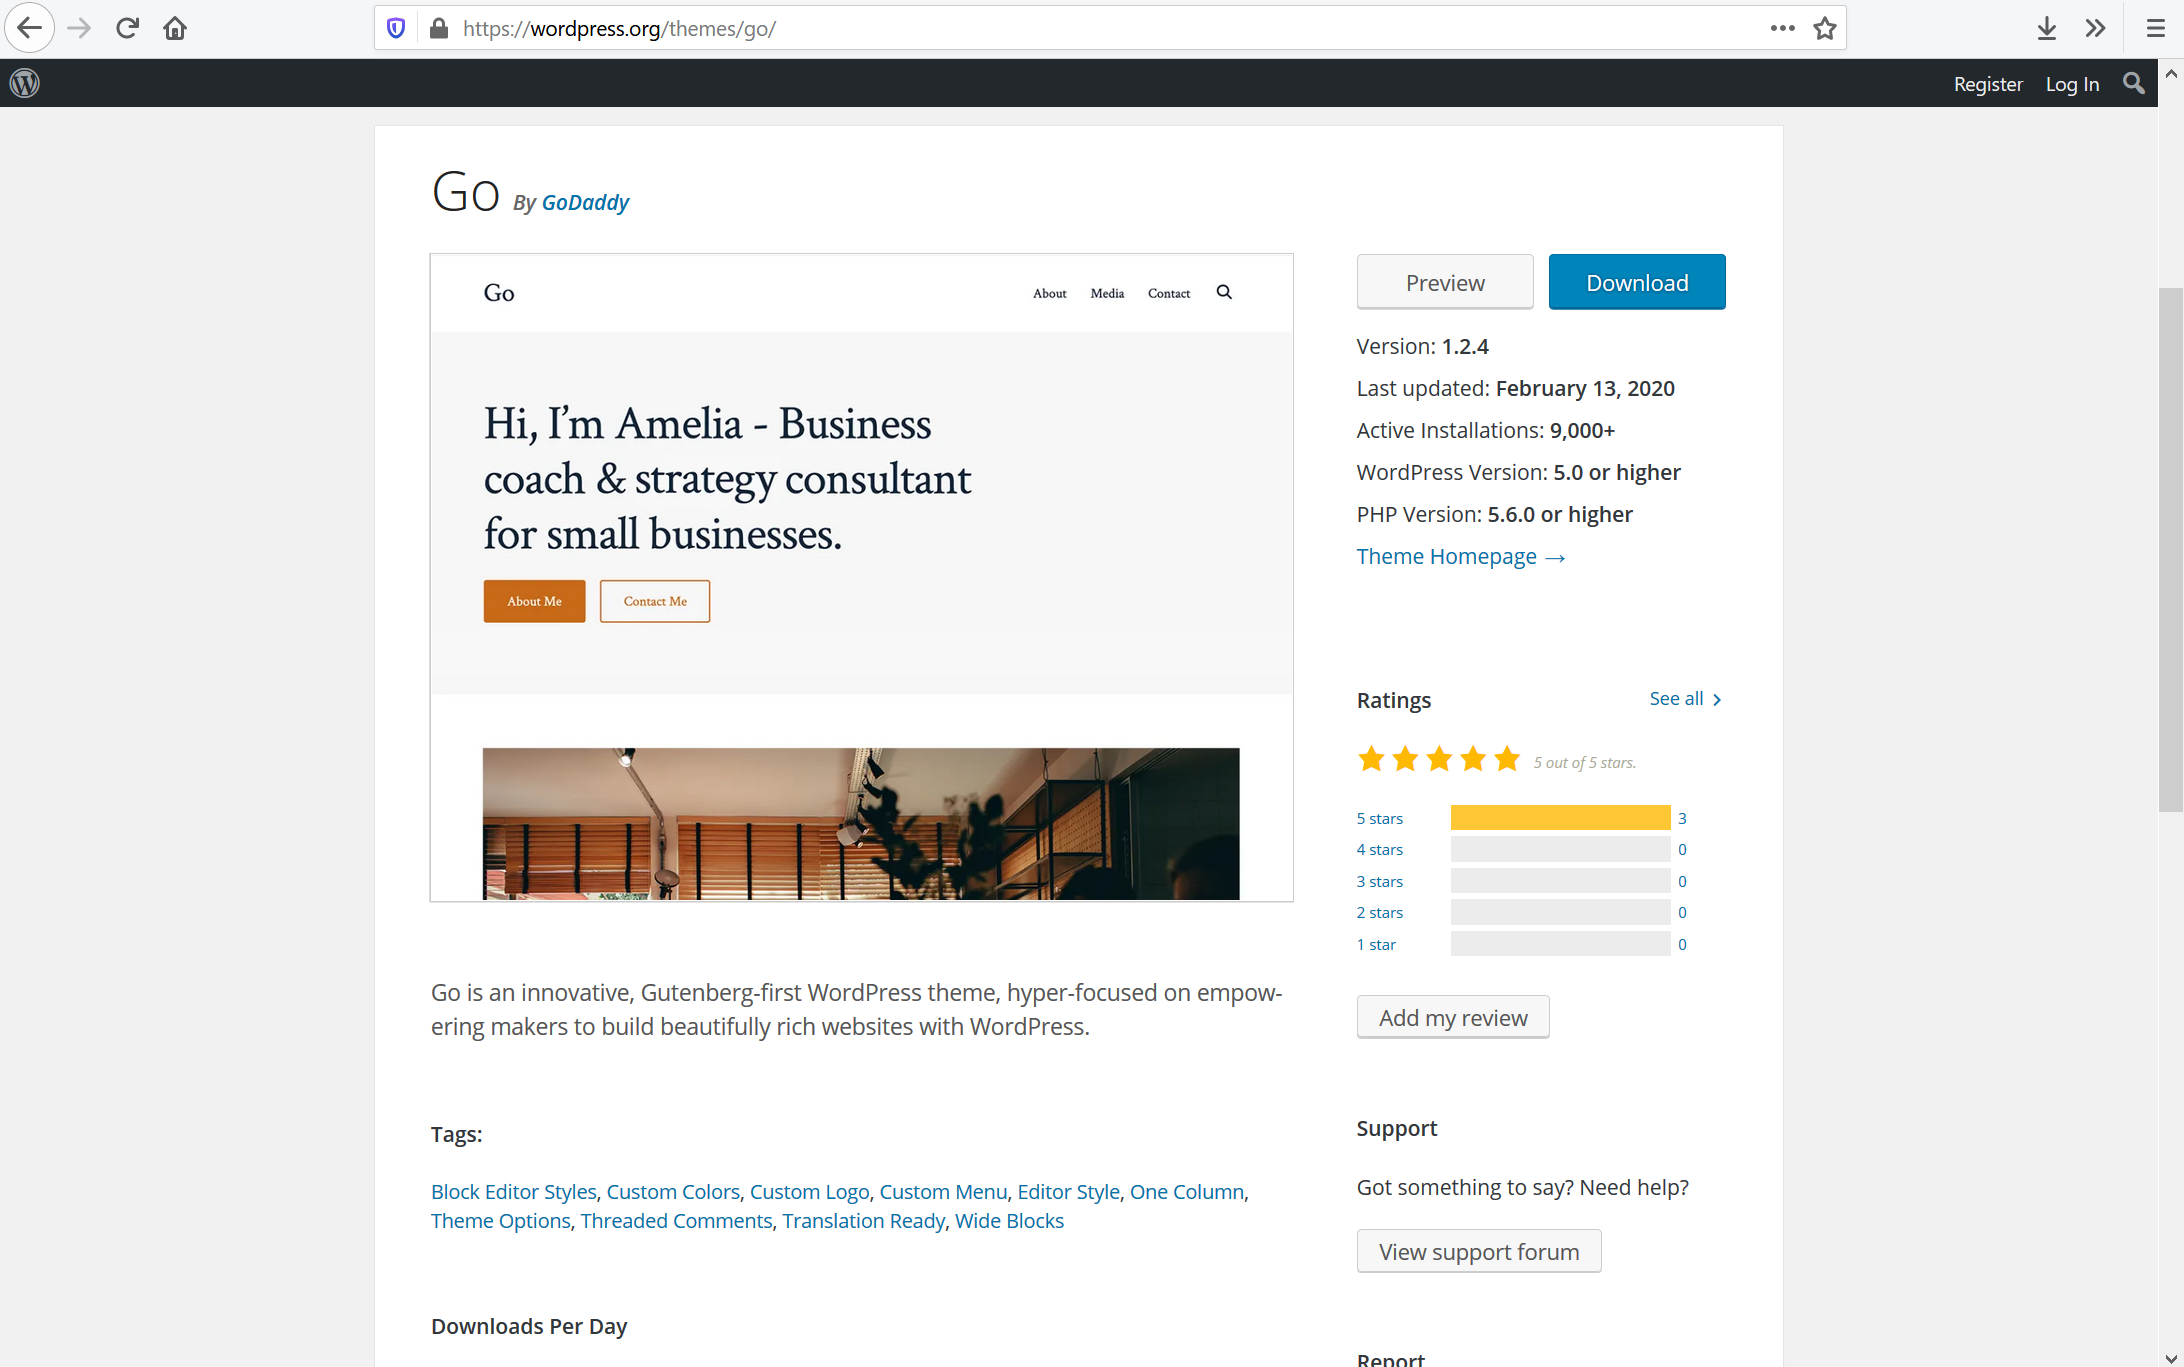 https://wordpress.org/themes/go/
Register Log In
Go By GoDaddy
Go
About Media Contact
Hi, I’m Amelia - Business
coach & strategy consultant
for small businesses.
About Me Contact Me
Preview Download
Version: 1.2.4
Last updated: February 13, 2020
Active Installations: 9,000+
WordPress Version: 5.0 or higher
PHP Version: 5.6.0 or higher
Theme Homepage →
Ratings See all
5 out of 5 stars.
5 stars 3
4 stars 0
3 stars 0
2 stars 0
1 star 0
Add my review
Go is an innovative, Gutenberg-first WordPress theme, hyper-focused on empow-
ering makers to build beautifully rich websites with WordPress.
Tags:
Block Editor Styles, Custom Colors, Custom Logo, Custom Menu, Editor Style, One Column,
Theme Options, Threaded Comments, Translation Ready, Wide Blocks
Support
Got something to say? Need help?
View support forum
Downloads Per Day
Report